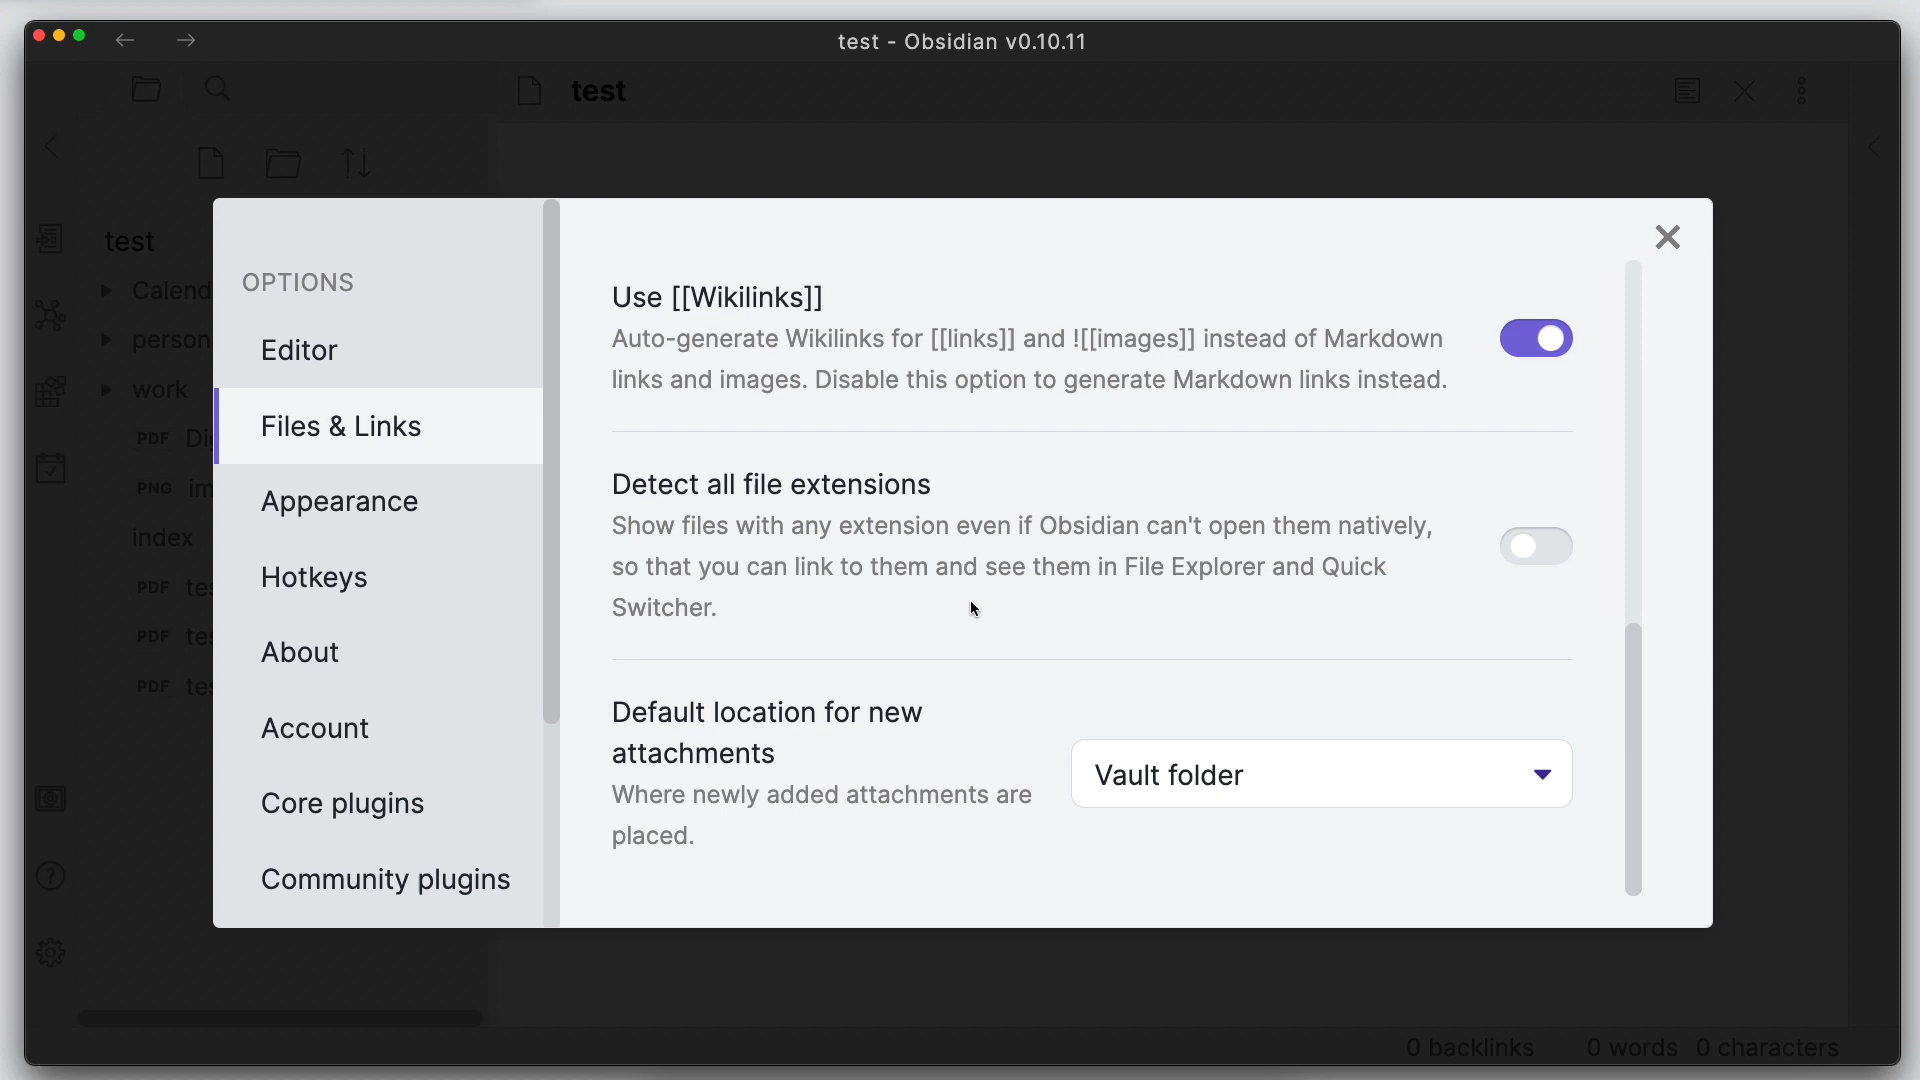 test - Obsidian v0.10.11
test
test
Calend
person
work
PDF Di
PNG im
index
PDF tes
PDF tes
PDF tes
OPTIONS
Editor
Files & Links
Appearance
Hotkeys
About
Account
Core plugins
Community plugins
Use [[Wikilinks]]
Auto-generate Wikilinks for [[links]] and ![[images]] instead of Markdown
links and images. Disable this option to generate Markdown links instead.
Detect all file extensions
Show files with any extension even if Obsidian can't open them natively,
so that you can link to them and see them in File Explorer and Quick
Switcher.
Default location for new
attachments
Where newly added attachments are
placed.
Vault folder
0 backlinks 0 words 0 characters